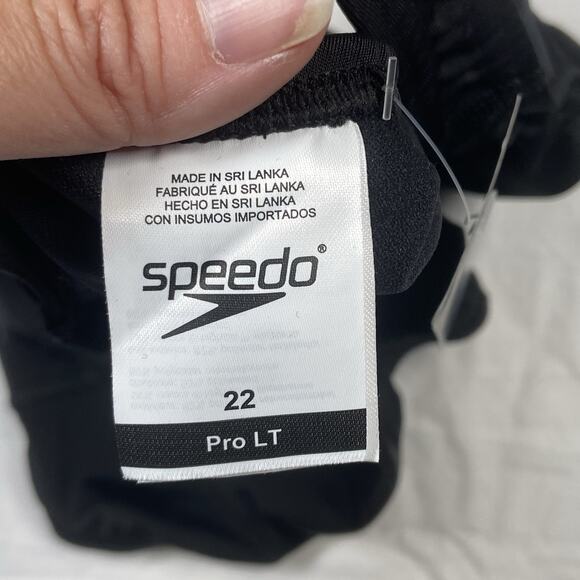 MADE IN SRI LANKA
FABRIQUÉ AU SRI LANKA
HECHO EN SRI LANKA
CON INSUMOS IMPORTADOS
speedo®
22
Pro LT